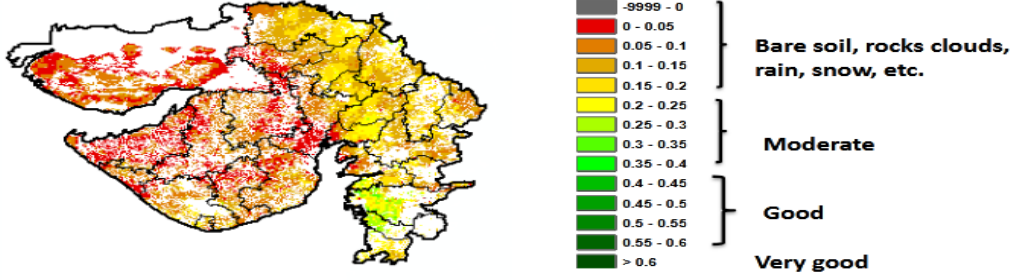 -9999 - 0
0 - 0.05
0.05 - 0.1
0.1 - 0.15
0.15 - 0.2
0.2 - 0.25
0.25 - 0.3
0.3 - 0.35
0.35 - 0.4
0.4 - 0.45
0.45 - 0.5
0.5 - 0.55
0.55 - 0.6
> 0.6
Bare soil, rocks clouds,
rain, snow, etc.
Moderate
Good
Very good